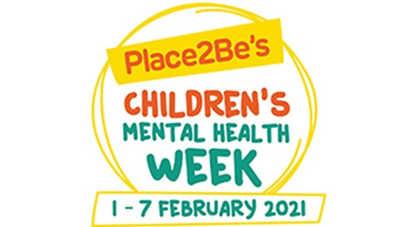 Place2Be's
CHILDREN'S
MENTAL HEALTH
WEEK
1 - 7 FEBRUARY 2021